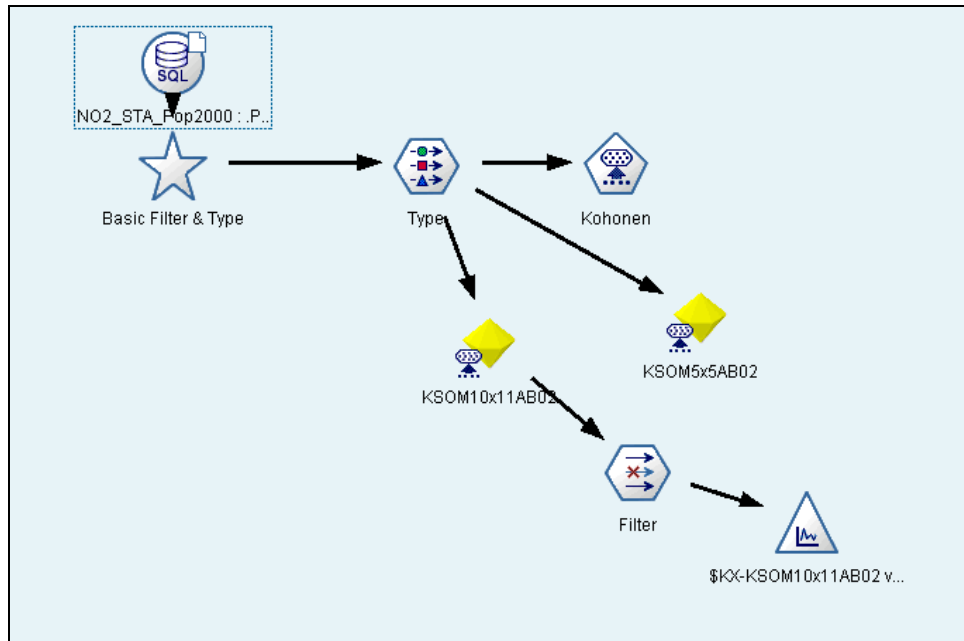 SQL
NO2_STA_Pop2000 : .P..
Basic Filter & Type
Type
Kohonen
KSOM5x5AB02
KSOM10x11AB02
Filter
$KX-KSOM10x11AB02 v...